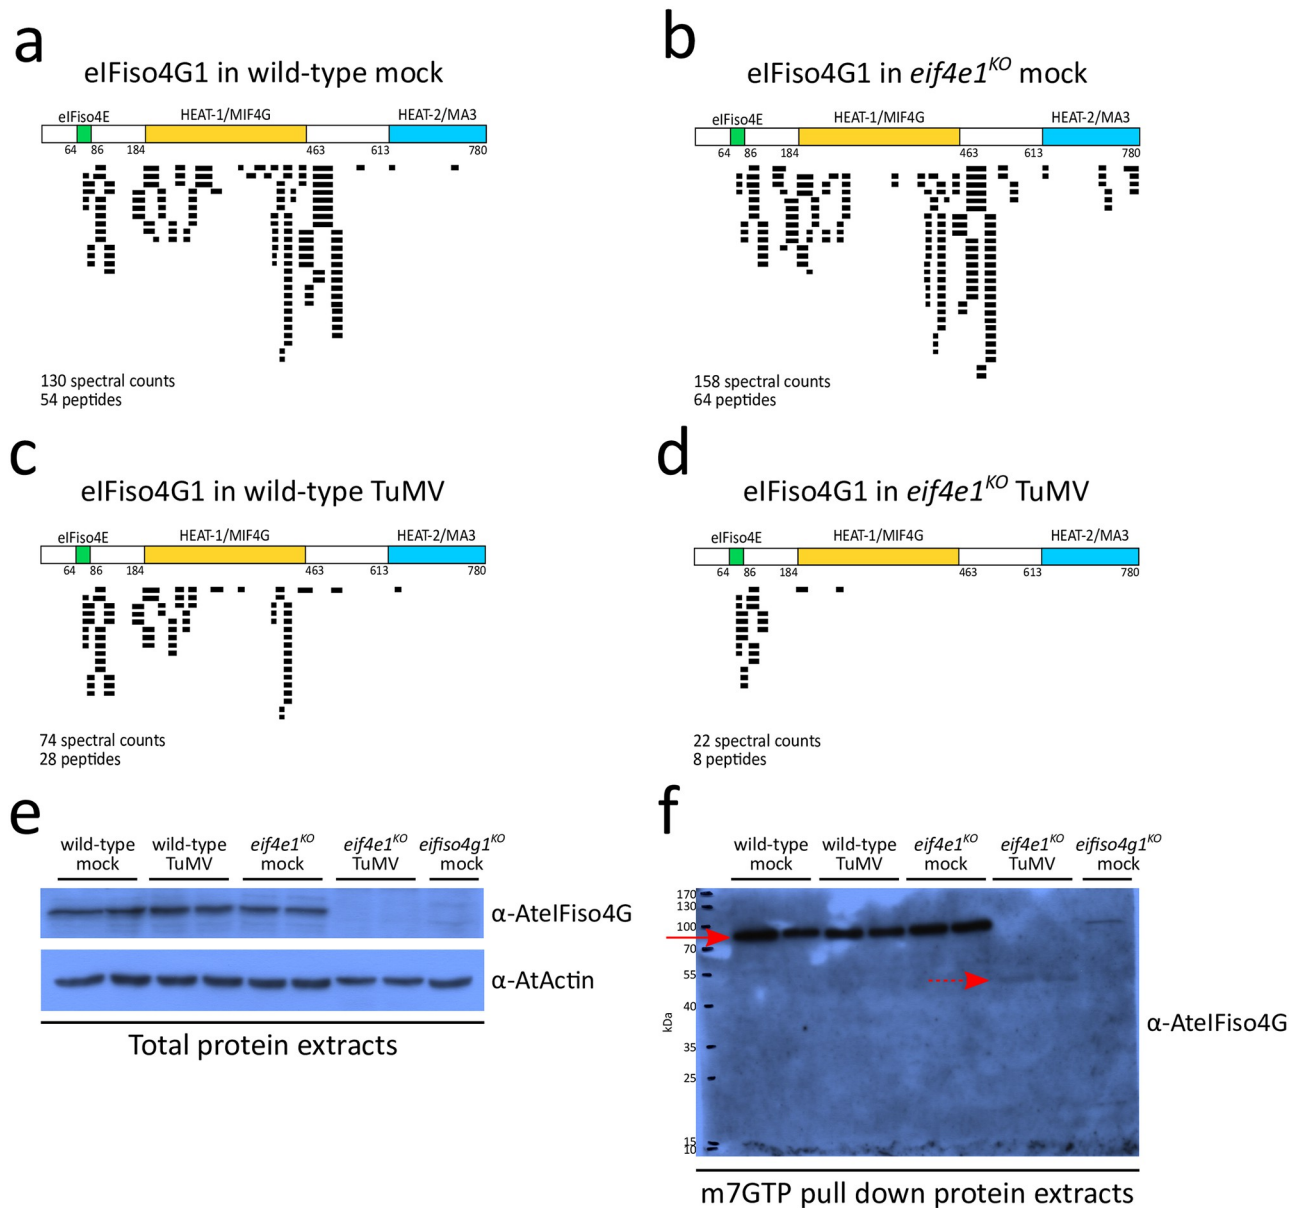 a
eIFiso4G1 in wild-type mock
eIFiso4E HEAT-1/MIF4G HEAT-2/MA3
64 86 184 463 613 780
130 spectral counts
54 peptides
b
eIFiso4G1 in eif4e1KO mock
eIFiso4E HEAT-1/MIF4G HEAT-2/MA3
64 86 184 463 613 780
158 spectral counts
64 peptides
c
eIFiso4G1 in wild-type TuMV
eIFiso4E HEAT-1/MIF4G HEAT-2/MA3
64 86 184 463 613 780
74 spectral counts
28 peptides
d
eIFiso4G1 in eif4e1KO TuMV
eIFiso4E HEAT-1/MIF4G HEAT-2/MA3
64 86 184 463 613 780
22 spectral counts
8 peptides
e
wild-type wild-type eif4e1KO eif4e1KO eifiso4g1KO
mock TuMV mock TuMV mock
α-AteIFiso4G
α-AtActin
Total protein extracts
f
wild-type wild-type eif4e1KO eif4e1KO eifiso4g1KO
mock TuMV mock TuMV mock
170
130
100
70
55
40
35
25
15
10
kDa
α-AteIFiso4G
m7GTP pull down protein extracts